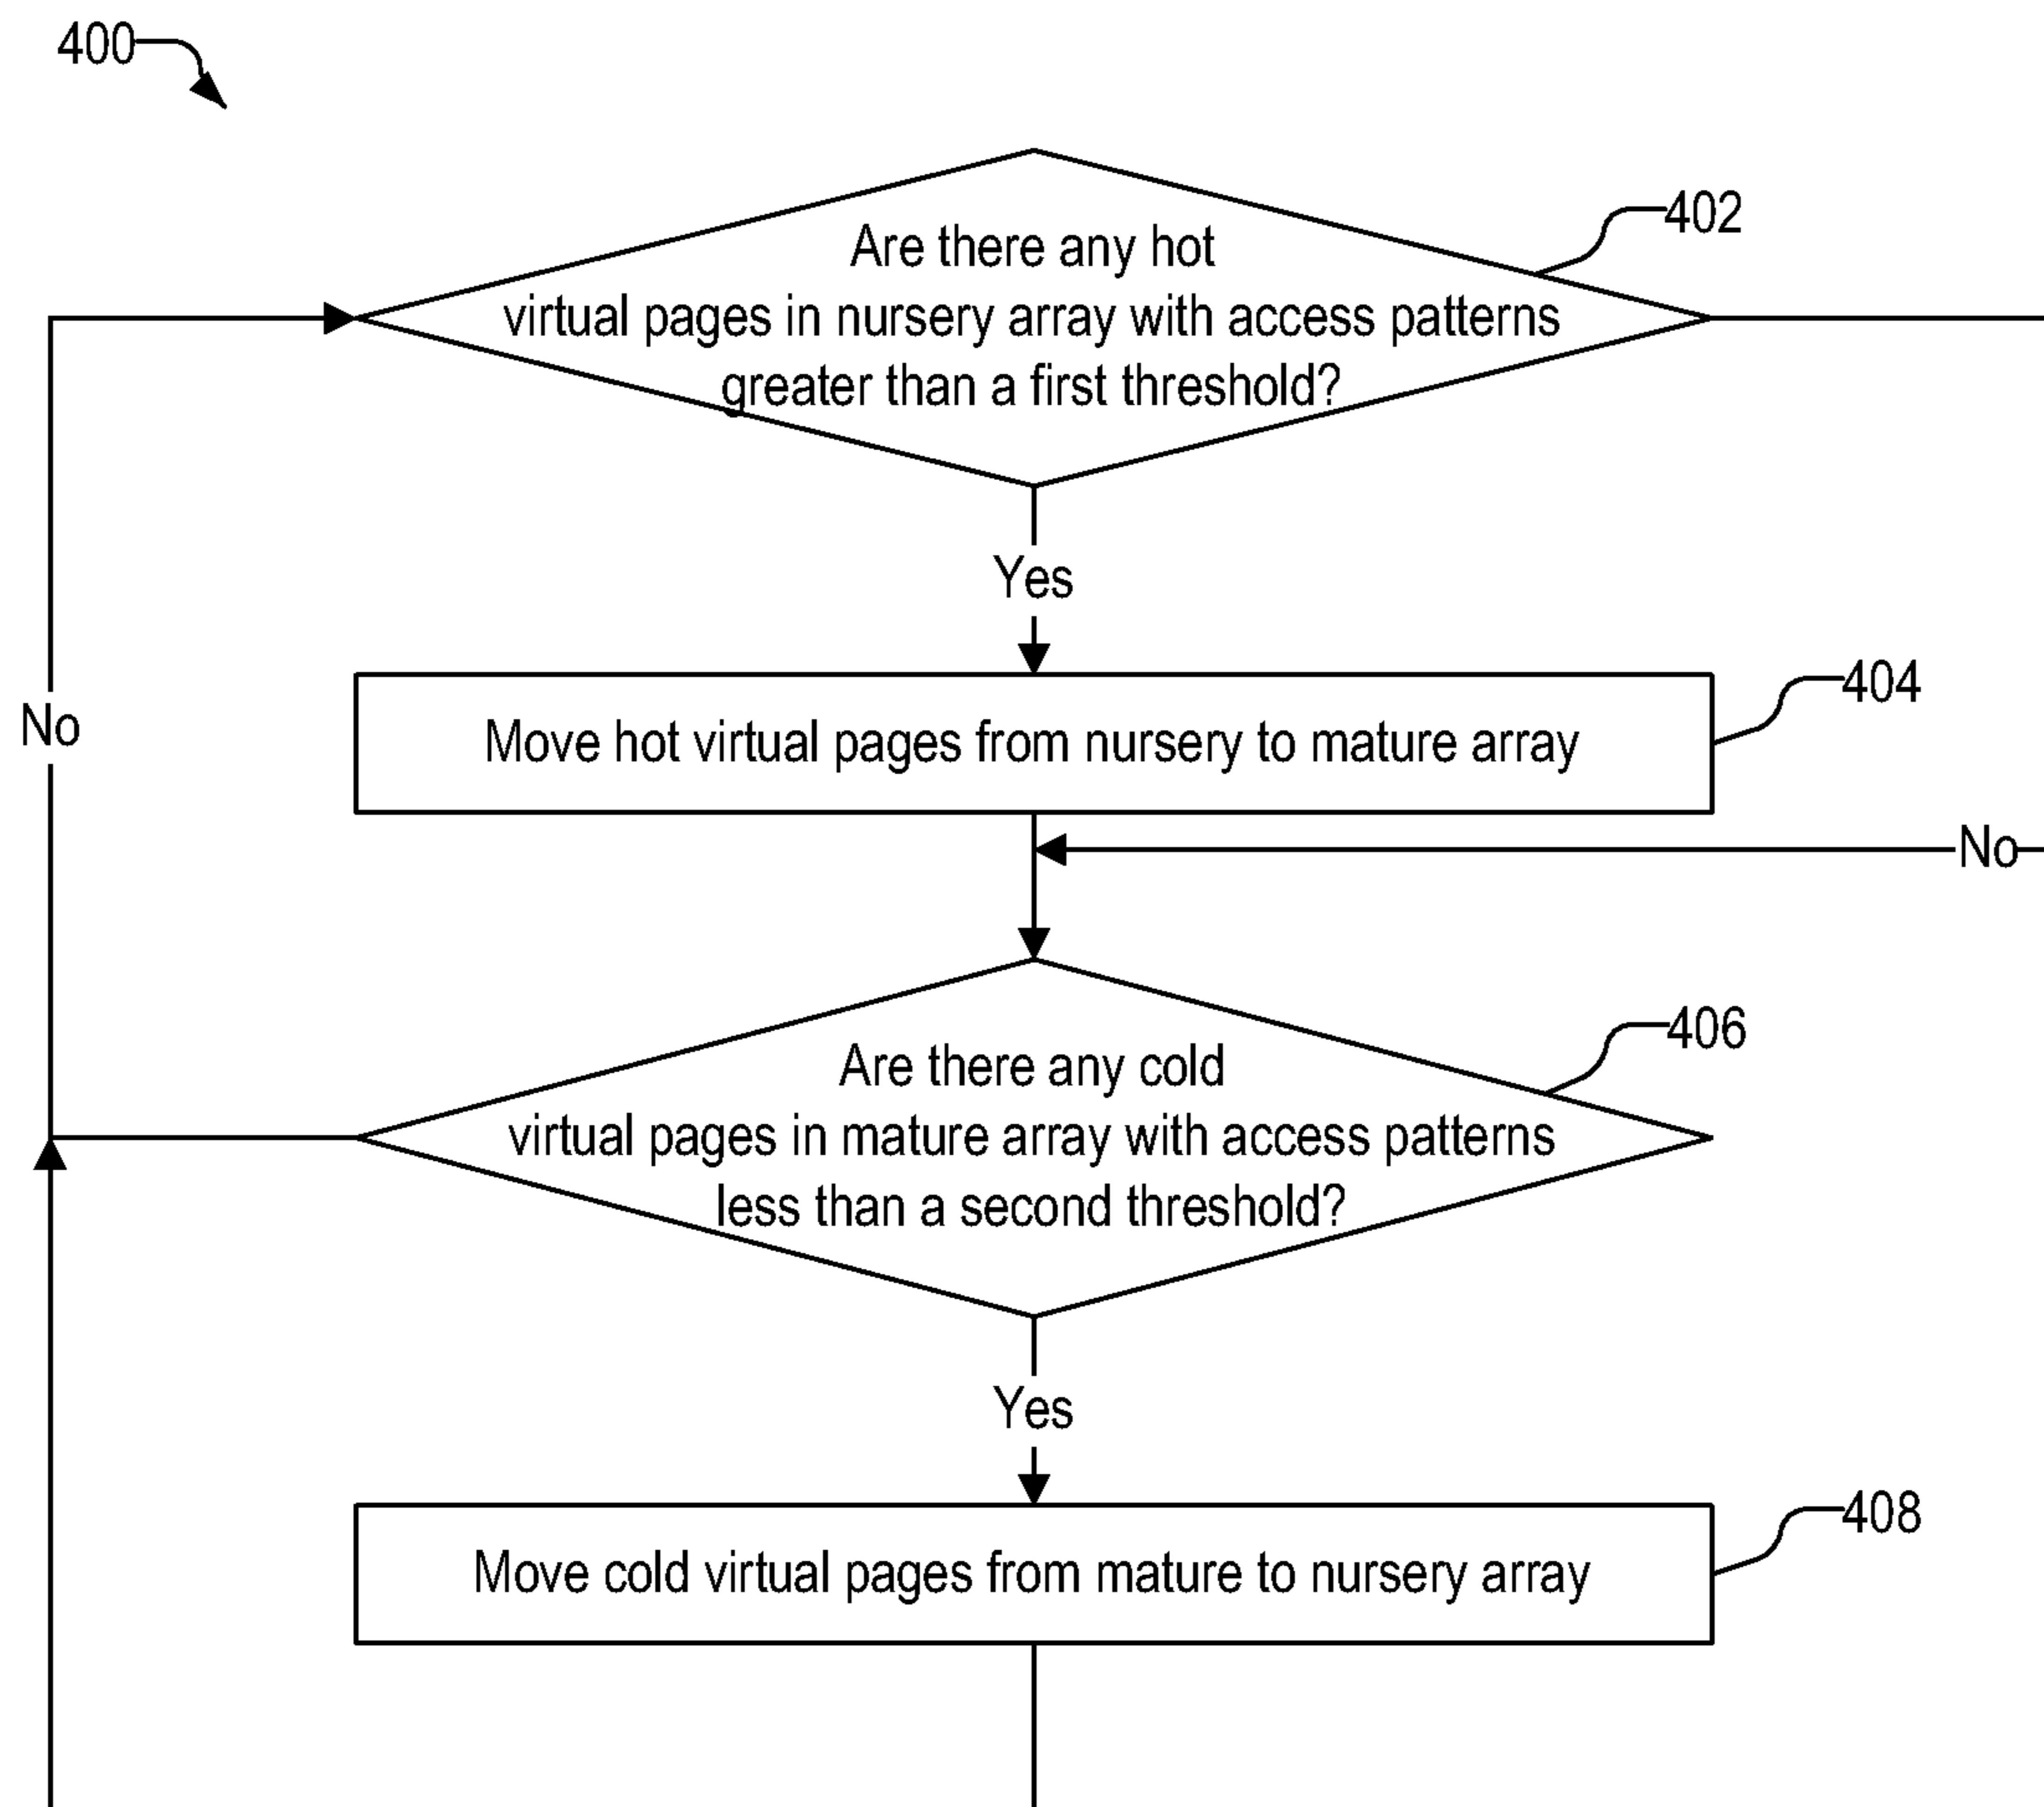 400
402
Are there any hot
virtual pages in nursery array with access patterns
greater than a first threshold?
Yes
404
Move hot virtual pages from nursery to mature array
No
No
406
Are there any cold
virtual pages in mature array with access patterns
less than a second threshold?
Yes
408
Move cold virtual pages from mature to nursery array